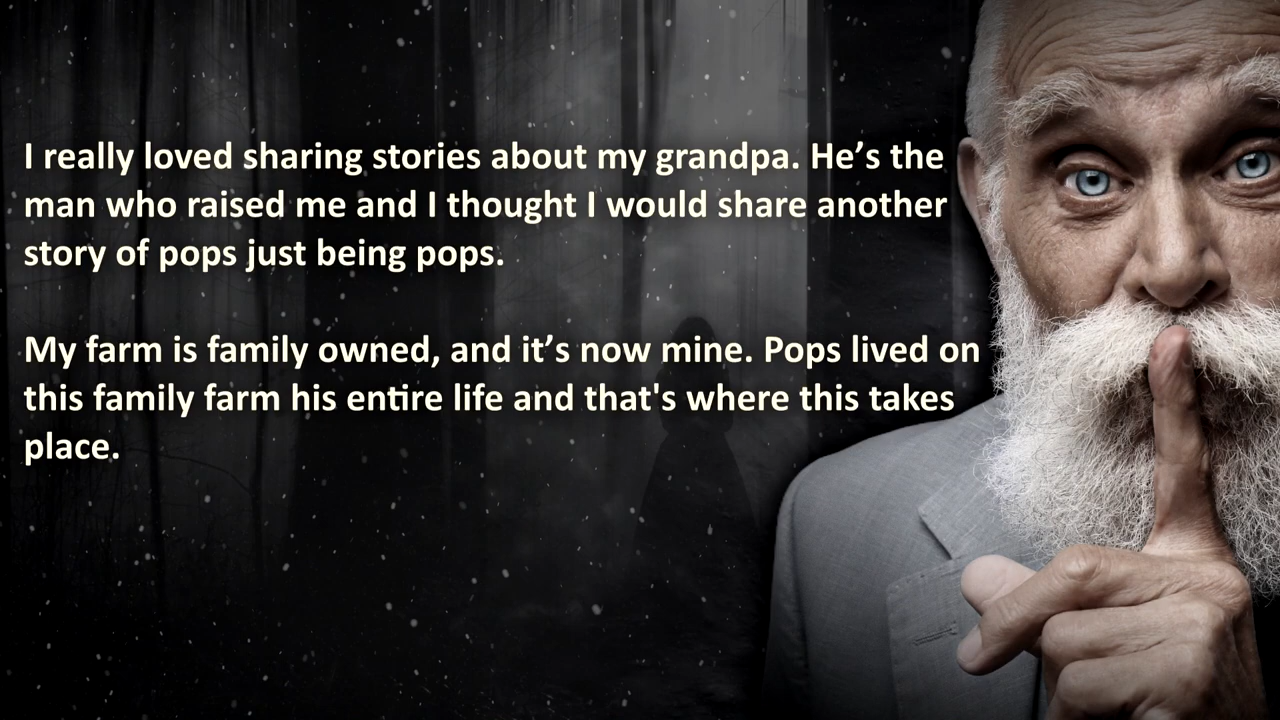 I really loved sharing stories about my grandpa. He’s the
man who raised me and I thought I would share another
story of pops just being pops.
My farm is family owned, and it’s now mine. Pops lived on
this family farm his entire life and that's where this takes
place.